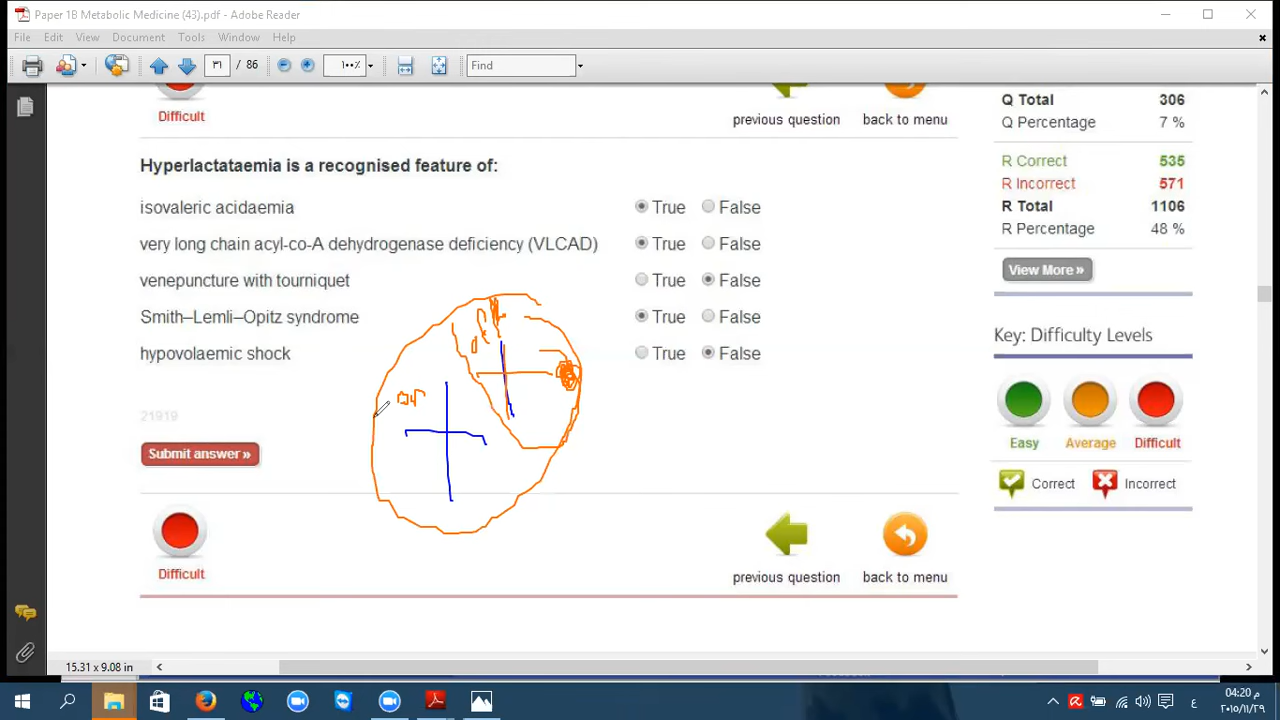 Paper 1B Metabolic Medicine (43).pdf - Adobe Reader
File Edit View Document Tools Window Help
٣١ / 86 ١٠٠٪ Find
Difficult
previous question back to menu
Q Total 306
Q Percentage 7 %
R Correct 535
R Incorrect 571
R Total 1106
R Percentage 48 %
View More »
Hyperlactataemia is a recognised feature of:
isovaleric acidaemia True False
very long chain acyl-co-A dehydrogenase deficiency (VLCAD) True False
venepuncture with tourniquet True False
Smith–Lemli–Opitz syndrome True False
hypovolaemic shock True False
21919
Submit answer »
Key: Difficulty Levels
Easy Average Difficult
Correct Incorrect
Difficult
previous question back to menu
15.31 x 9.08 in
ع
04:20 م
٢٠١٥/١١/٢٩